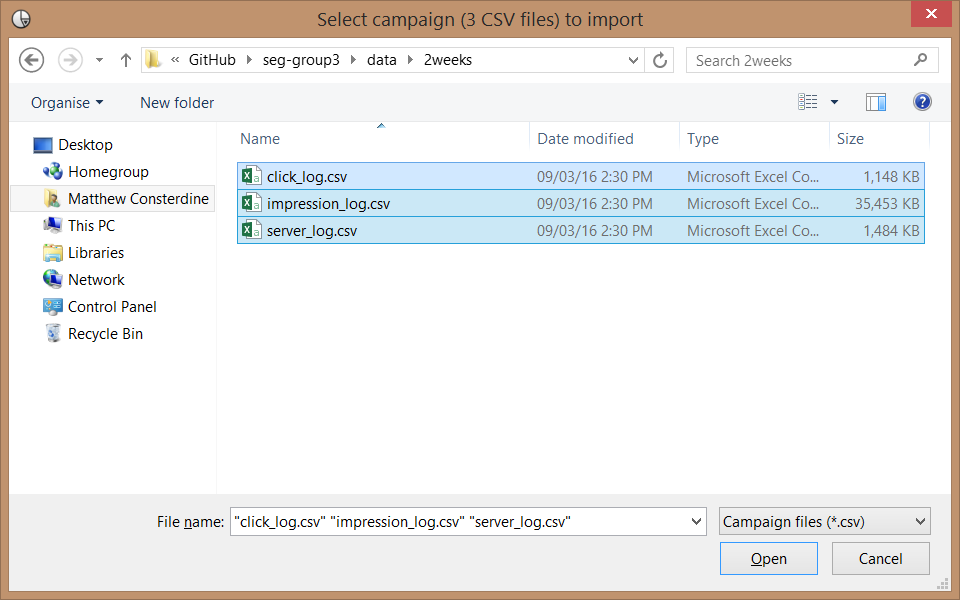 Select campaign (3 CSV files) to import
« GitHub seg-group3 data 2weeks
Search 2weeks
Organise New folder
Name Date modified Type Size
Desktop
Homegroup
Matthew Consterdine
This PC
Libraries
Network
Control Panel
Recycle Bin
click_log.csv 09/03/16 2:30 PM Microsoft Excel Co... 1,148 KB
impression_log.csv 09/03/16 2:30 PM Microsoft Excel Co... 35,453 KB
server_log.csv 09/03/16 2:30 PM Microsoft Excel Co... 1,484 KB
File name: "click_log.csv" "impression_log.csv" "server_log.csv" Campaign files (*.csv)
Open Cancel